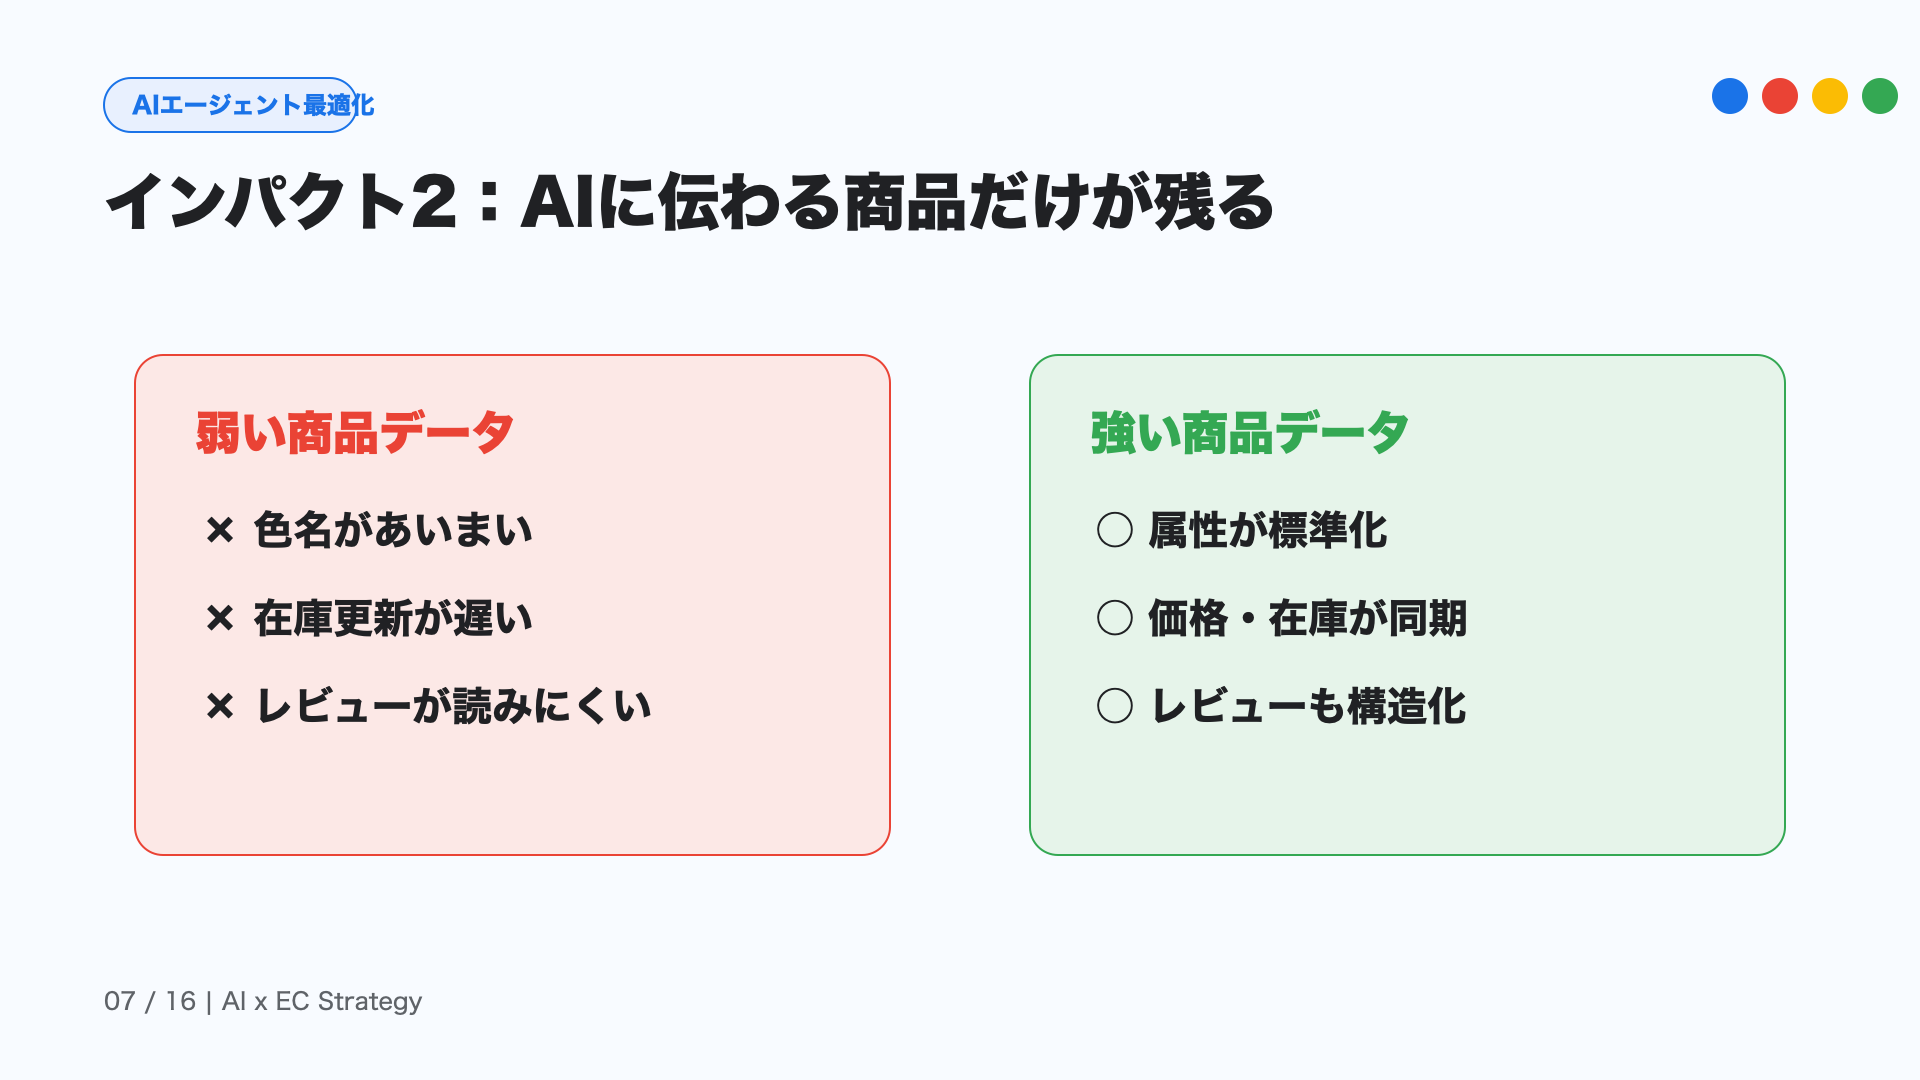 AIエージェント最適化
インパクト2：AIに伝わる商品だけが残る
弱い商品データ
× 色名があいまい
× 在庫更新が遅い
× レビューが読みにくい
強い商品データ
○ 属性が標準化
○ 価格・在庫が同期
○ レビューも構造化
07 / 16 | AI x EC Strategy